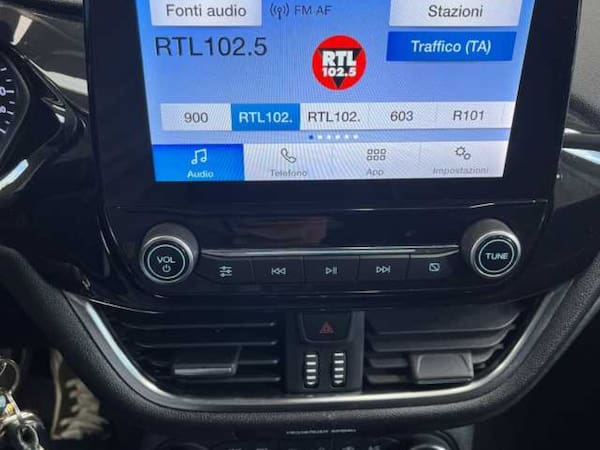 Fonti audio FM AF Stazioni
RTL102.5 RTL 102.5 Traffico (TA)
900 RTL102. RTL102. 603 R101
Audio Telefono App Impostazioni
VOL TUNE